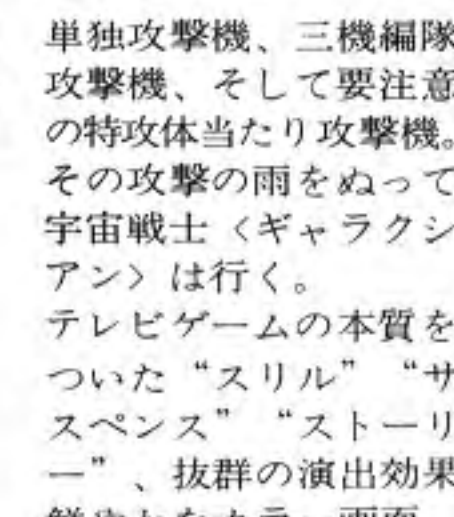 単独攻撃機、三機編隊
攻撃機、そして要注意
の特攻体当たり攻撃機。
その攻撃の雨をぬって
宇宙戦士〈ギャラクシ
アン〉は行く。
テレビゲームの本質を
ついた“スリル”“サ
スペンス”“ストーリ
ー”、抜群の演出効果